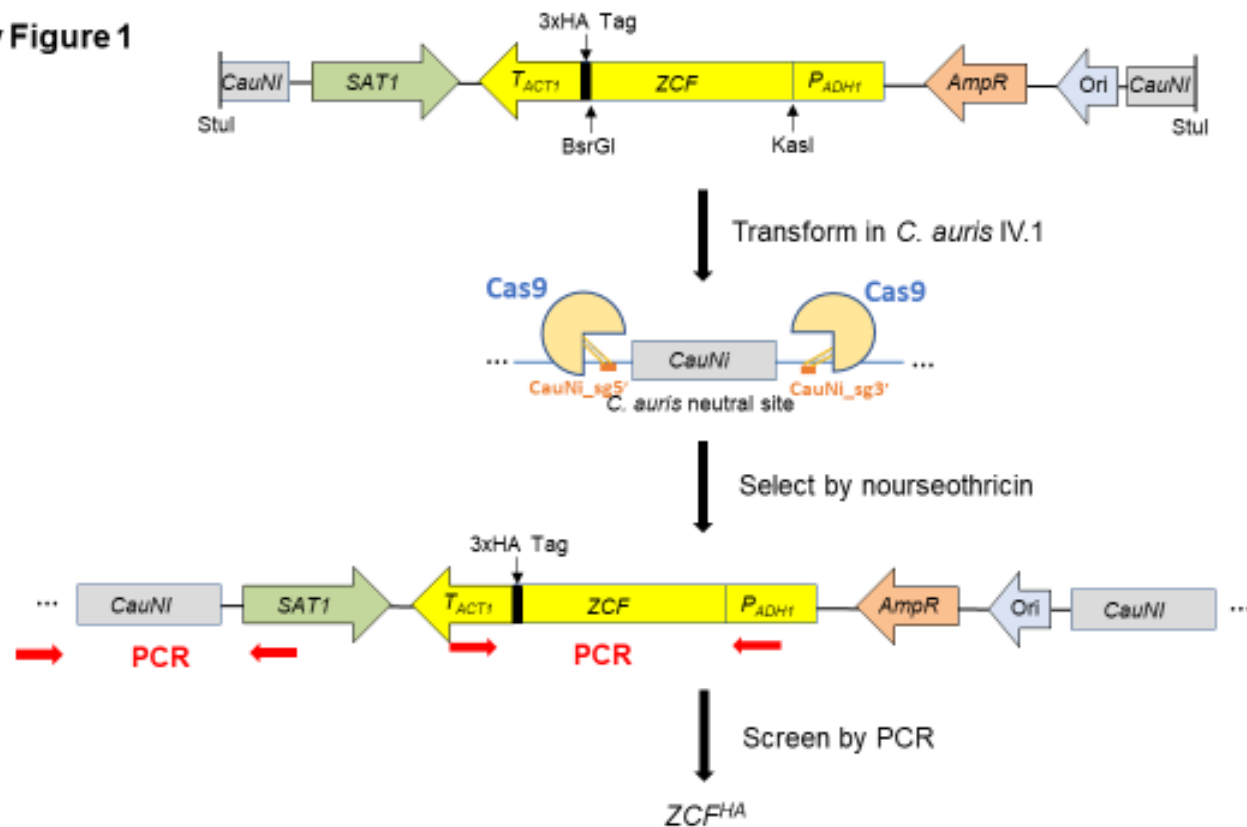 y Figure 1
3xHA Tag
CauNI SAT1 TACT1 ZCF PADH1 AmpR Ori CauNI
StuI BsrGI KasI StuI
Transform in C. auris IV.1
Cas9 Cas9
... CauNi ...
CauNi_sg5' CauNi_sg3'
C. auris neutral site
Select by nourseothricin
3xHA Tag
... CauNI SAT1 TACT1 ZCF PADH1 AmpR Ori CauNI ...
PCR PCR
Screen by PCR
ZCFHA